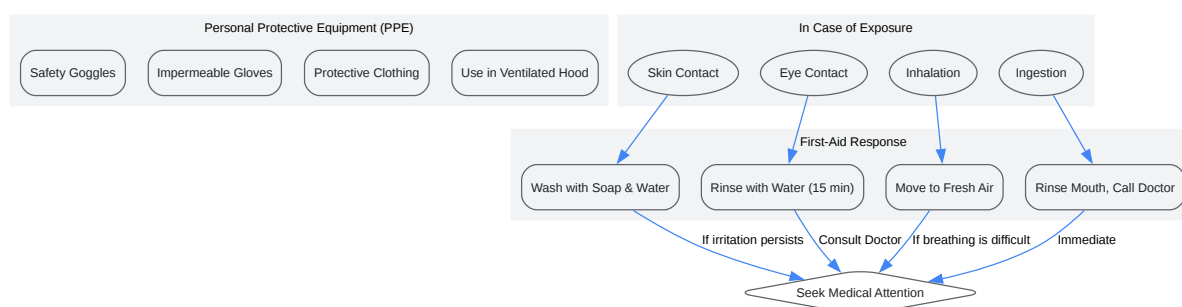 Personal Protective Equipment (PPE)
In Case of Exposure
Safety Goggles
Impermeable Gloves
Protective Clothing
Use in Ventilated Hood
Skin Contact
Eye Contact
Inhalation
Ingestion
First-Aid Response
Wash with Soap & Water
Rinse with Water (15 min)
Move to Fresh Air
Rinse Mouth, Call Doctor
If irritation persists
Consult Doctor
If breathing is difficult
Immediate
Seek Medical Attention